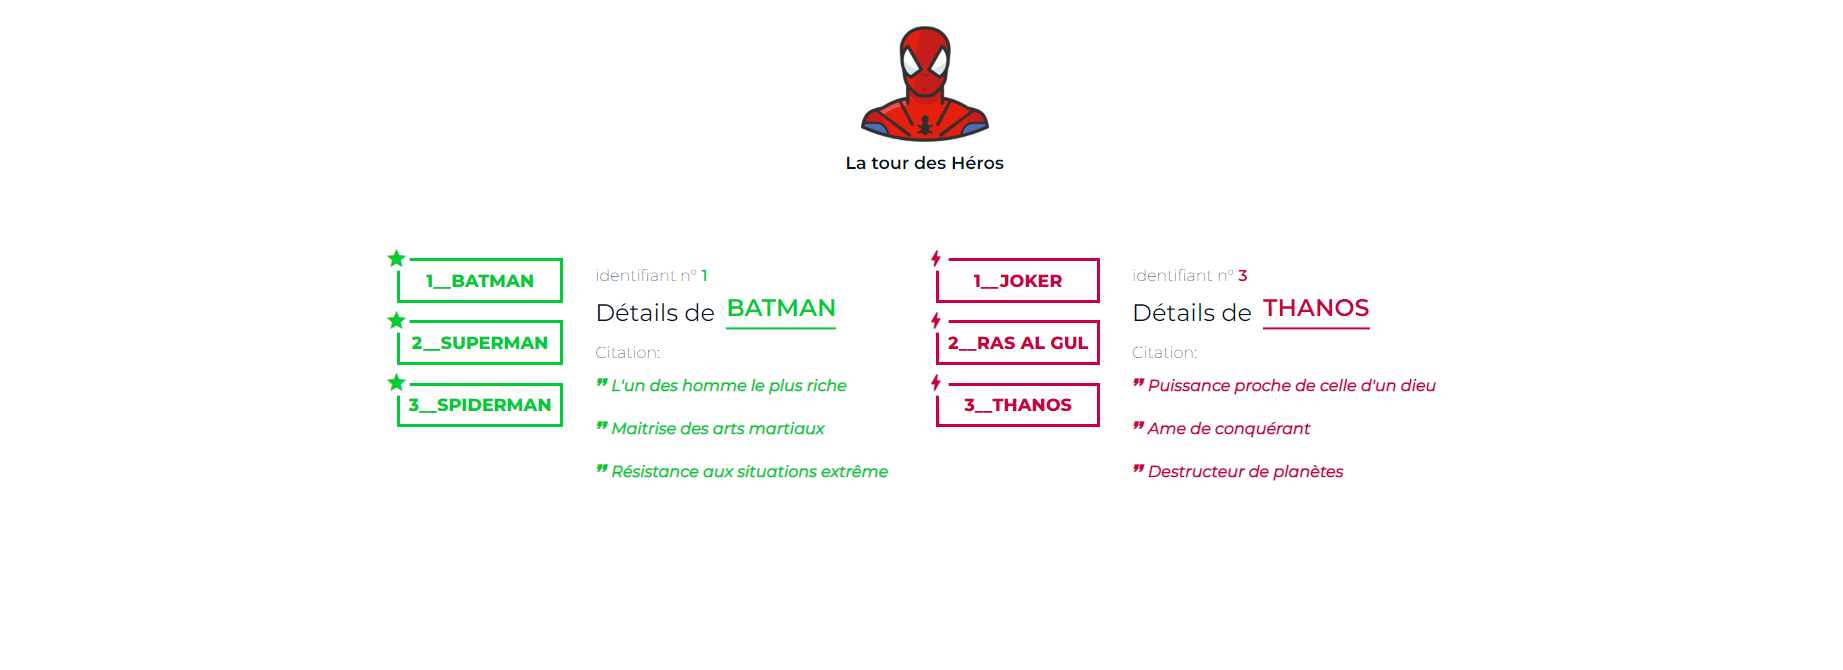 La tour des Héros
1__BATMAN
2__SUPERMAN
3__SPIDERMAN
identifiant n° 1
Détails de BATMAN
Citation:
❞ L'un des homme le plus riche
❞ Maitrise des arts martiaux
❞ Résistance aux situations extrême
1__JOKER
2__RAS AL GUL
3__THANOS
identifiant n° 3
Détails de THANOS
Citation:
❞ Puissance proche de celle d'un dieu
❞ Ame de conquérant
❞ Destructeur de planètes